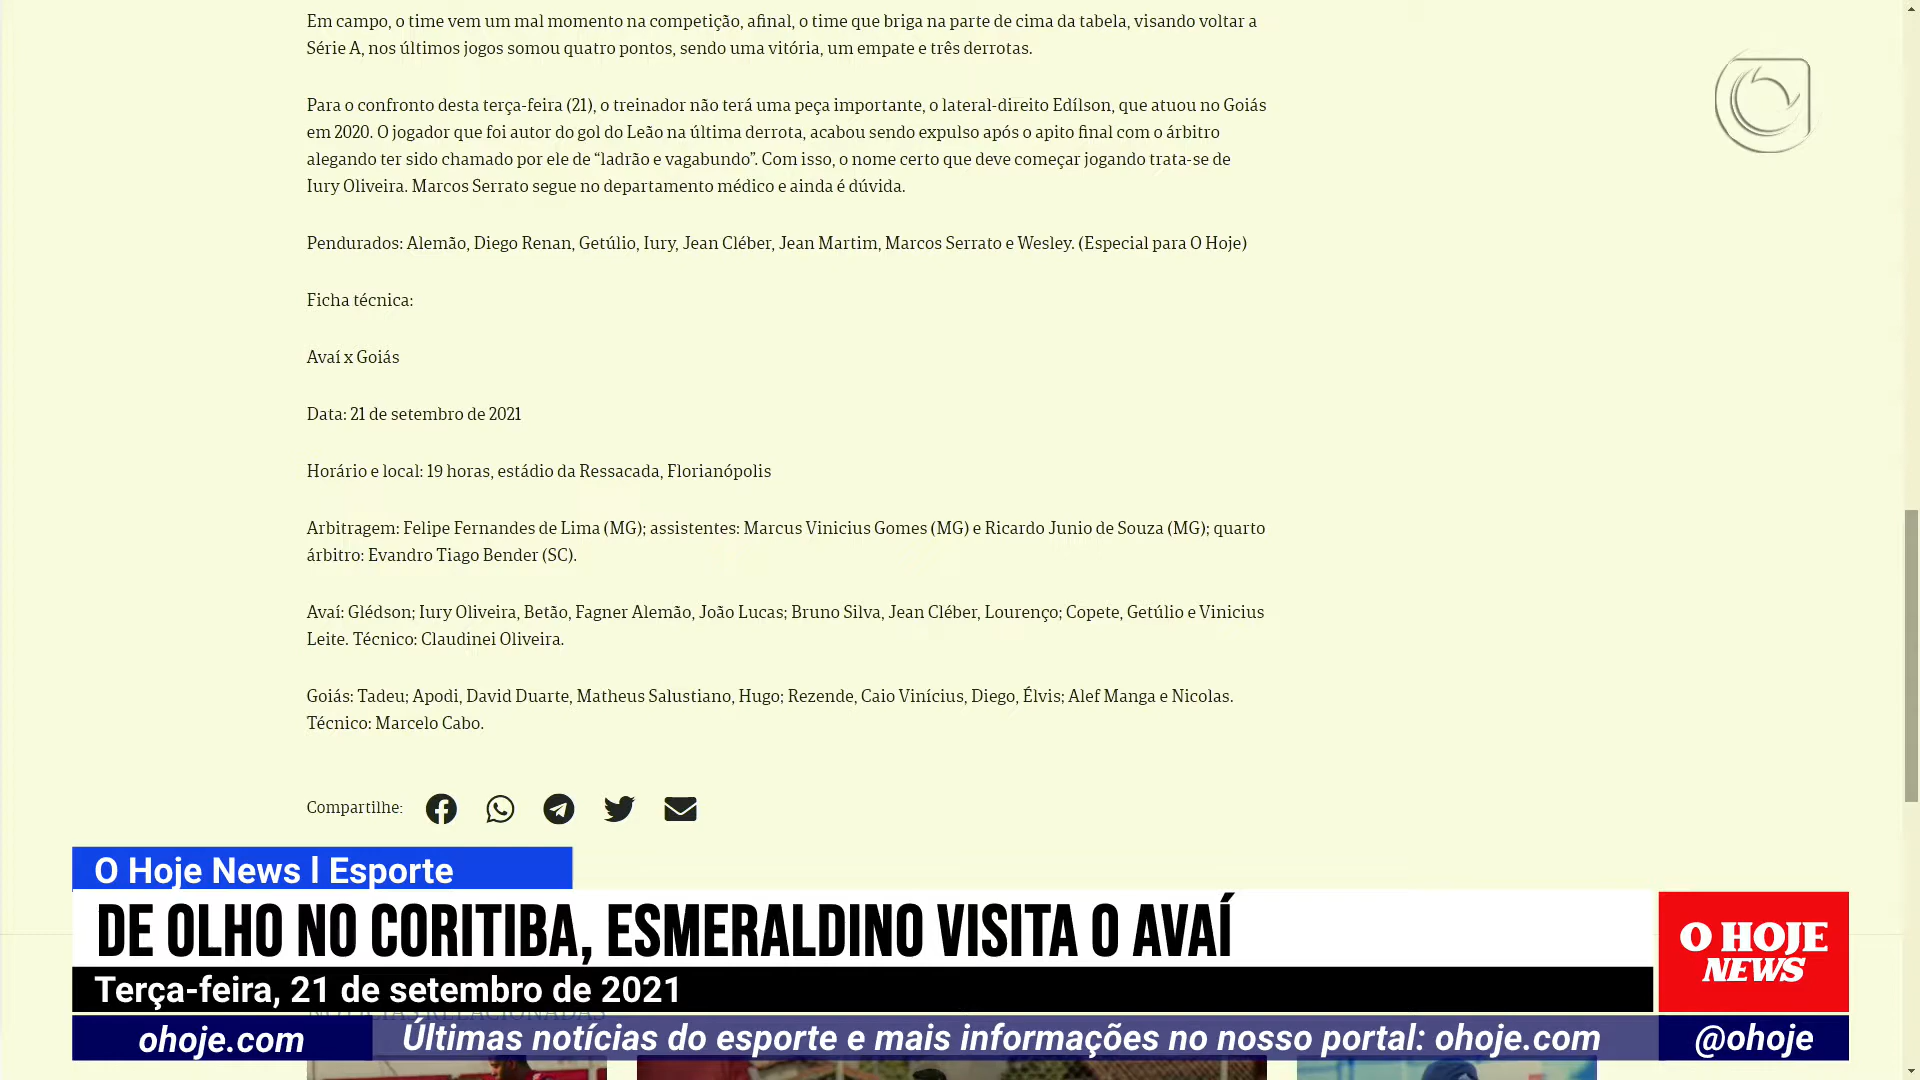 Em campo, o time vem um mal momento na competição, afinal, o time que briga na parte de cima da tabela, visando voltar a
Série A, nos últimos jogos somou quatro pontos, sendo uma vitória, um empate e três derrotas.
Para o confronto desta terça-feira (21), o treinador não terá uma peça importante, o lateral-direito Edílson, que atuou no Goiás
em 2020. O jogador que foi autor do gol do Leão na última derrota, acabou sendo expulso após o apito final com o árbitro
alegando ter sido chamado por ele de “ladrão e vagabundo”. Com isso, o nome certo que deve começar jogando trata-se de
Iury Oliveira. Marcos Serrato segue no departamento médico e ainda é dúvida.
Pendurados: Alemão, Diego Renan, Getúlio, Iury, Jean Cléber, Jean Martim, Marcos Serrato e Wesley. (Especial para O Hoje)
Ficha técnica:
Avaí x Goiás
Data: 21 de setembro de 2021
Horário e local: 19 horas, estádio da Ressacada, Florianópolis
Arbitragem: Felipe Fernandes de Lima (MG); assistentes: Marcus Vinicius Gomes (MG) e Ricardo Junio de Souza (MG); quarto
árbitro: Evandro Tiago Bender (SC).
Avaí: Glédson; Iury Oliveira, Betão, Fagner Alemão, João Lucas; Bruno Silva, Jean Cléber, Lourenço; Copete, Getúlio e Vinicius
Leite. Técnico: Claudinei Oliveira.
Goiás: Tadeu; Apodi, David Duarte, Matheus Salustiano, Hugo; Rezende, Caio Vinícius, Diego, Élvis; Alef Manga e Nicolas.
Técnico: Marcelo Cabo.
Compartilhe:
O Hoje News l Esporte
DE OLHO NO CORITIBA, ESMERALDINO VISITA O AVAÍ
Terça-feira, 21 de setembro de 2021
O HOJE
NEWS
NOTÍCIAS RELACIONADAS
ohoje.com
Últimas notícias do esporte e mais informações no nosso portal: ohoje.com
@ohoje